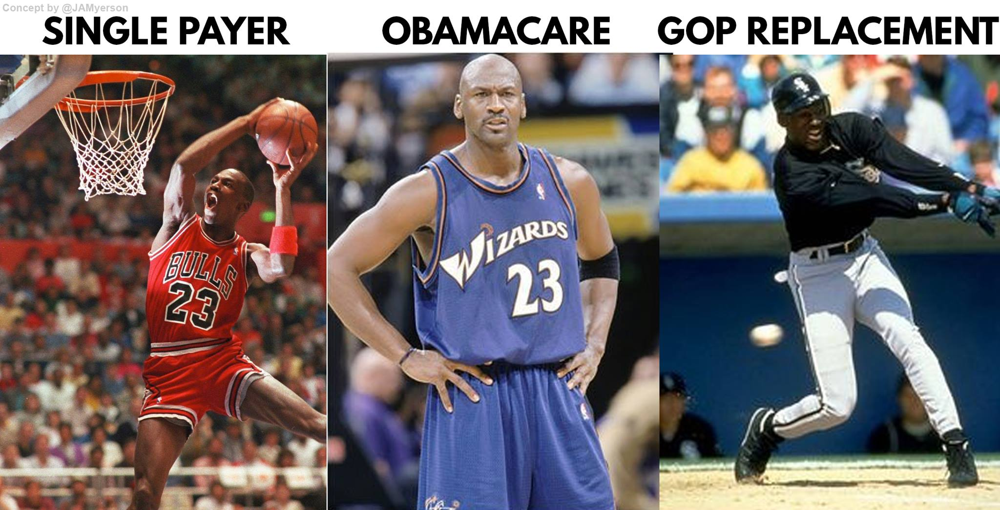 Concept by @JAMyerson
SINGLE PAYER
OBAMACARE
GOP REPLACEMENT
BULLS
23
WIZARDS
23